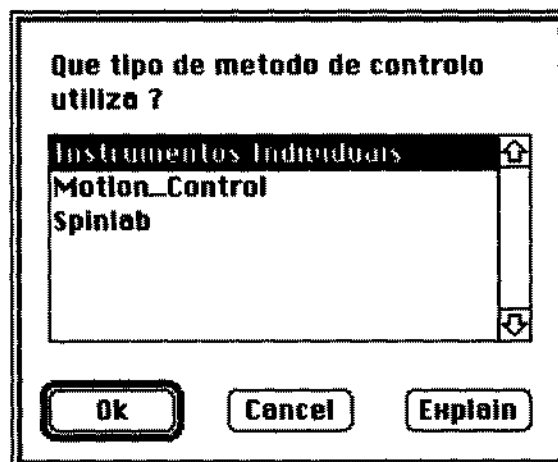 Que tipo de metodo de controlo
utiliza ?
Instrumentos Individuais
Motion_Control
Spinlab
Ok
Cancel
Explain